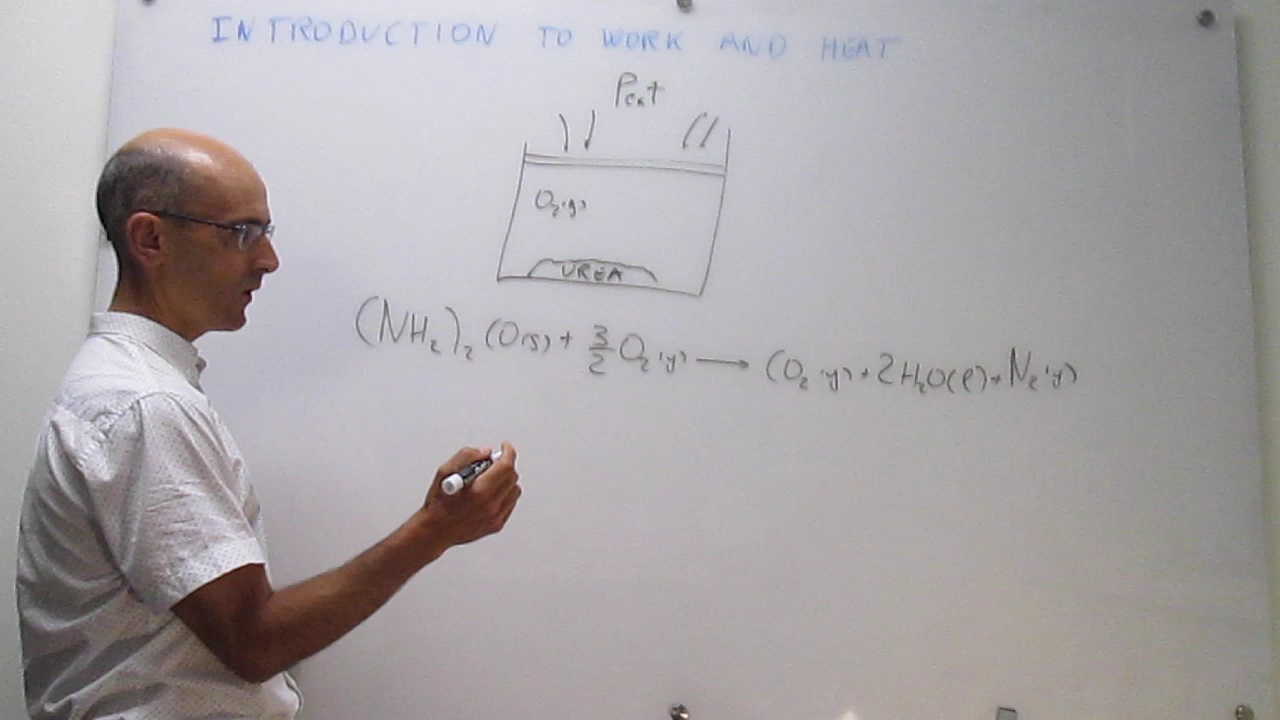 INTRODUCTION TO WORK AND HEAT
Pext
O₂(g)
UREA
(NH₂)₂CO(s) + 3/2 O₂(g) → CO₂(g) + 2H₂O(l) + N₂(g)